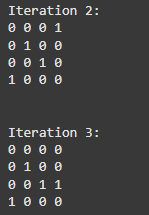 Iteration 2:
0 0 0 1
0 1 0 0
0 0 1 0
1 0 0 0
Iteration 3:
0 0 0 0
0 1 0 0
0 0 1 1
1 0 0 0